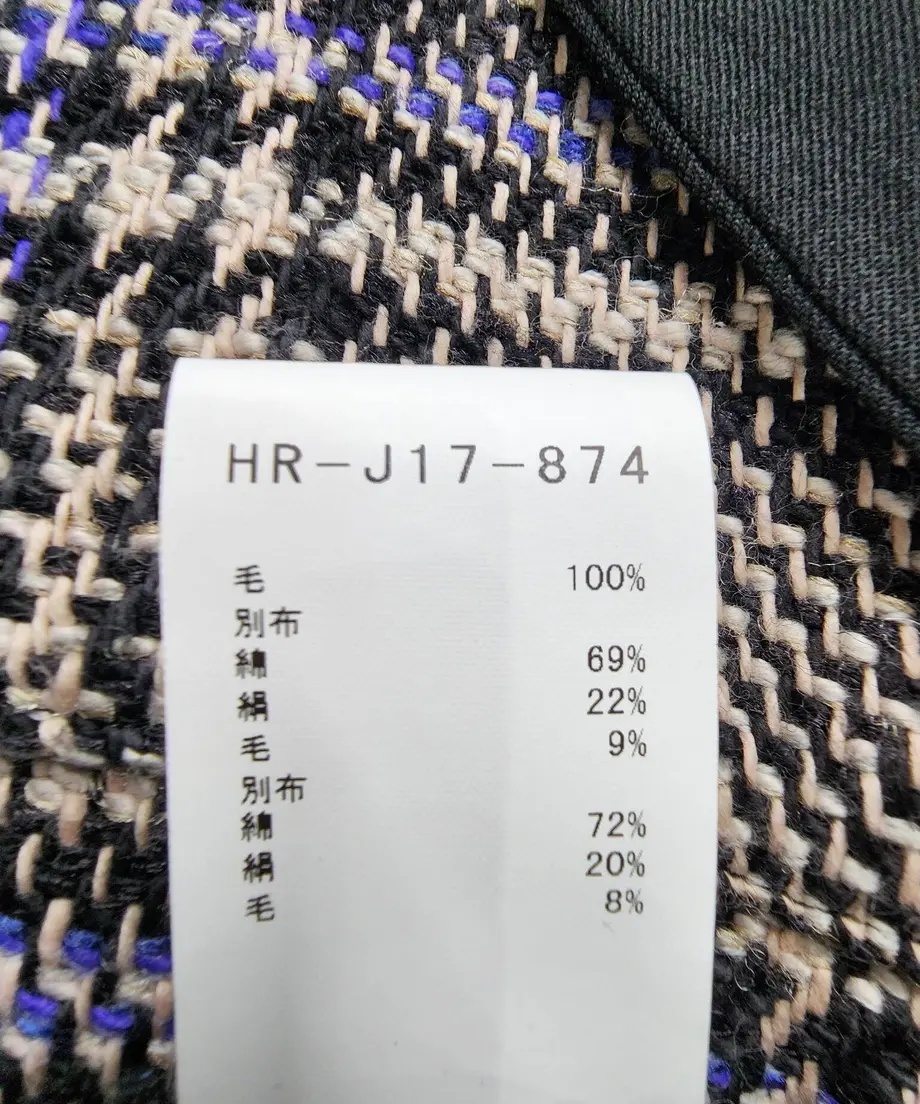 HR-J17-874
毛 100%
別布
綿 69%
絹 22%
毛 9%
別布
綿 72%
絹 20%
毛 8%